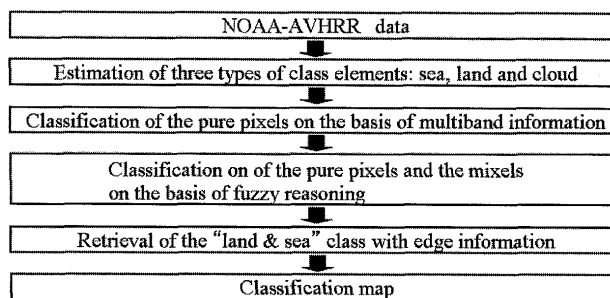 NOAA-AVHRR data
Estimation of three types of class elements: sea, land and cloud
Classification of the pure pixels on the basis of multiband information
Classification on of the pure pixels and the mixels
on the basis of fuzzy reasoning
Retrieval of the “land & sea” class with edge information
Classification map